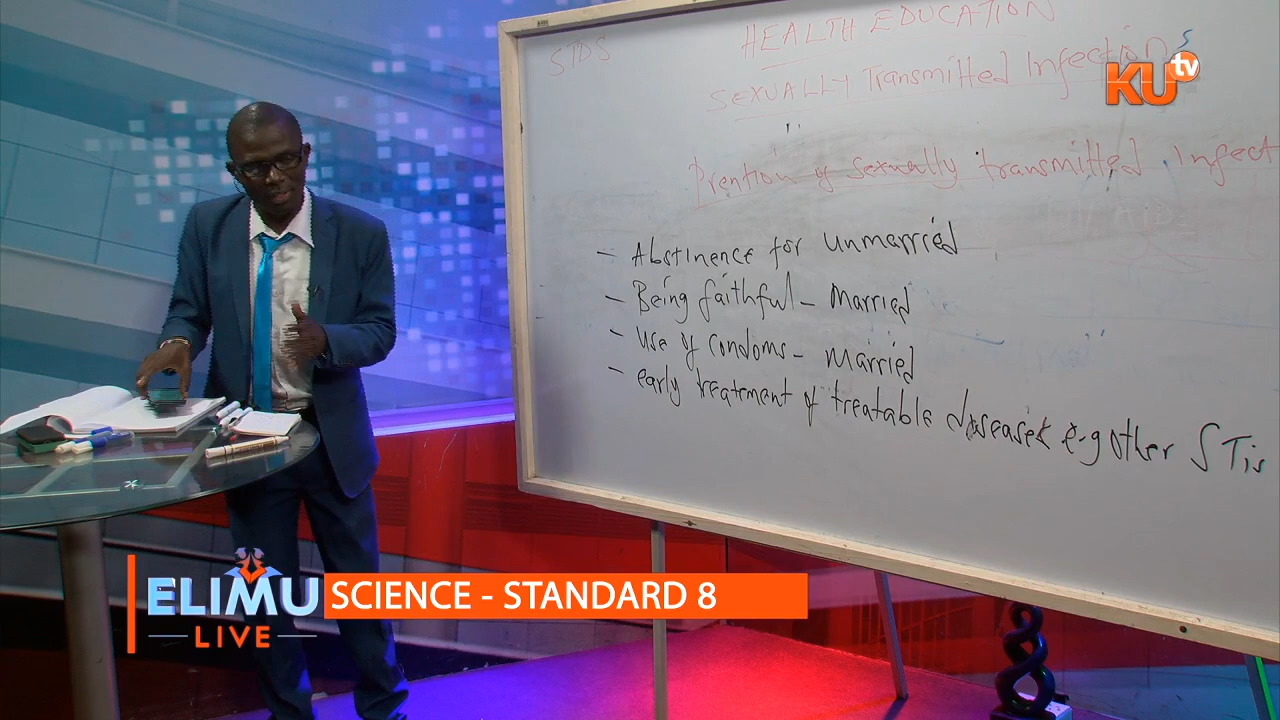 STDS
HEALTH EDUCATION
SEXUALLY Transmitted Infections
KU tv
Prention of sexually transmitted Infect
- Abstinence for unmarried
- Being faithful - Married
- Use of condoms - Married
- early treatment of treatable diseases e-g other STis
ELIMU
LIVE
SCIENCE - STANDARD 8